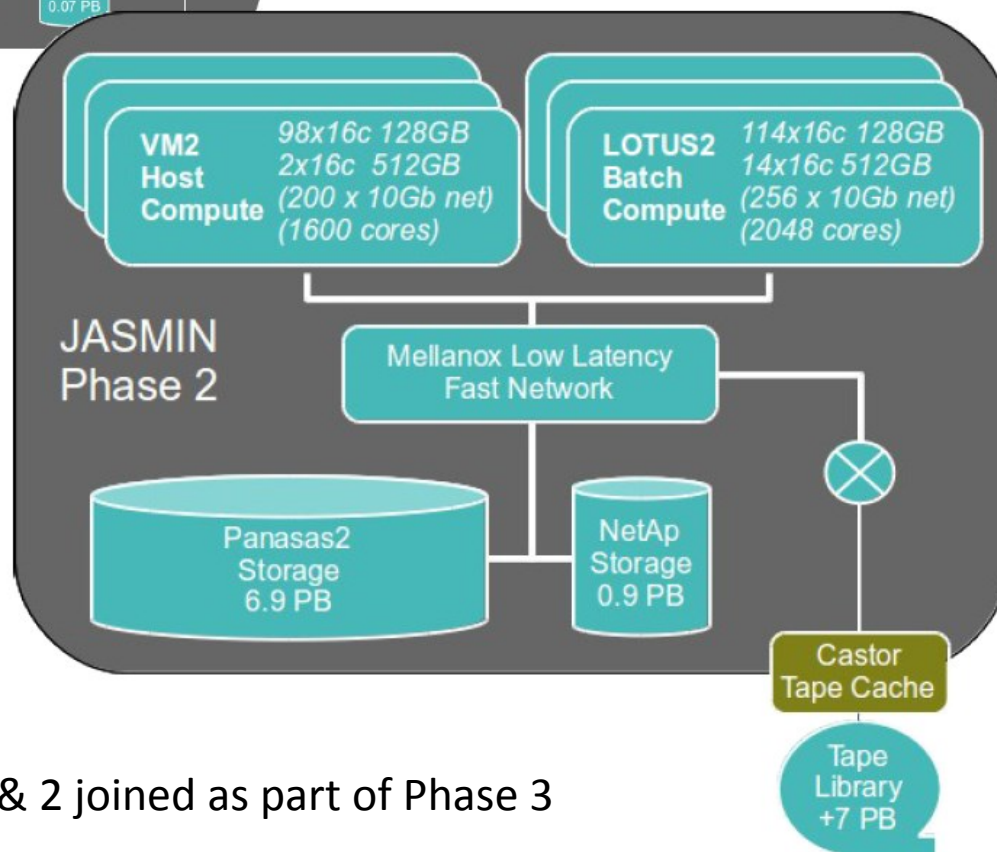 0.07 PB
VM2
Host
Compute
98x16c 128GB
2x16c 512GB
(200 x 10Gb net)
(1600 cores)
LOTUS2
Batch
Compute
114x16c 128GB
14x16c 512GB
(256 x 10Gb net)
(2048 cores)
JASMIN
Phase 2
Mellanox Low Latency
Fast Network
Panasas2
Storage
6.9 PB
NetAp
Storage
0.9 PB
Castor
Tape Cache
Tape
Library
+7 PB
& 2 joined as part of Phase 3